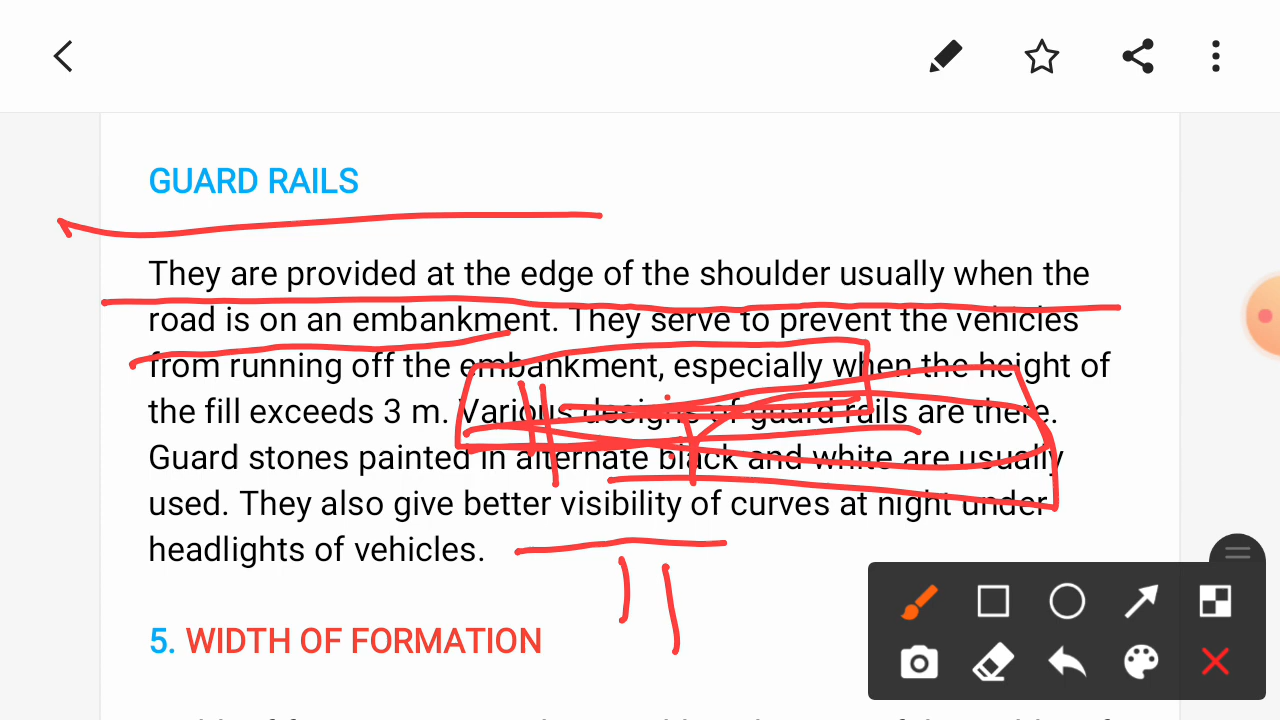 GUARD RAILS
They are provided at the edge of the shoulder usually when the
road is on an embankment. They serve to prevent the vehicles
from running off the embankment, especially when the height of
the fill exceeds 3 m. Various designs of guard rails are there.
Guard stones painted in alternate black and white are usually
used. They also give better visibility of curves at night under
headlights of vehicles.
5. WIDTH OF FORMATION